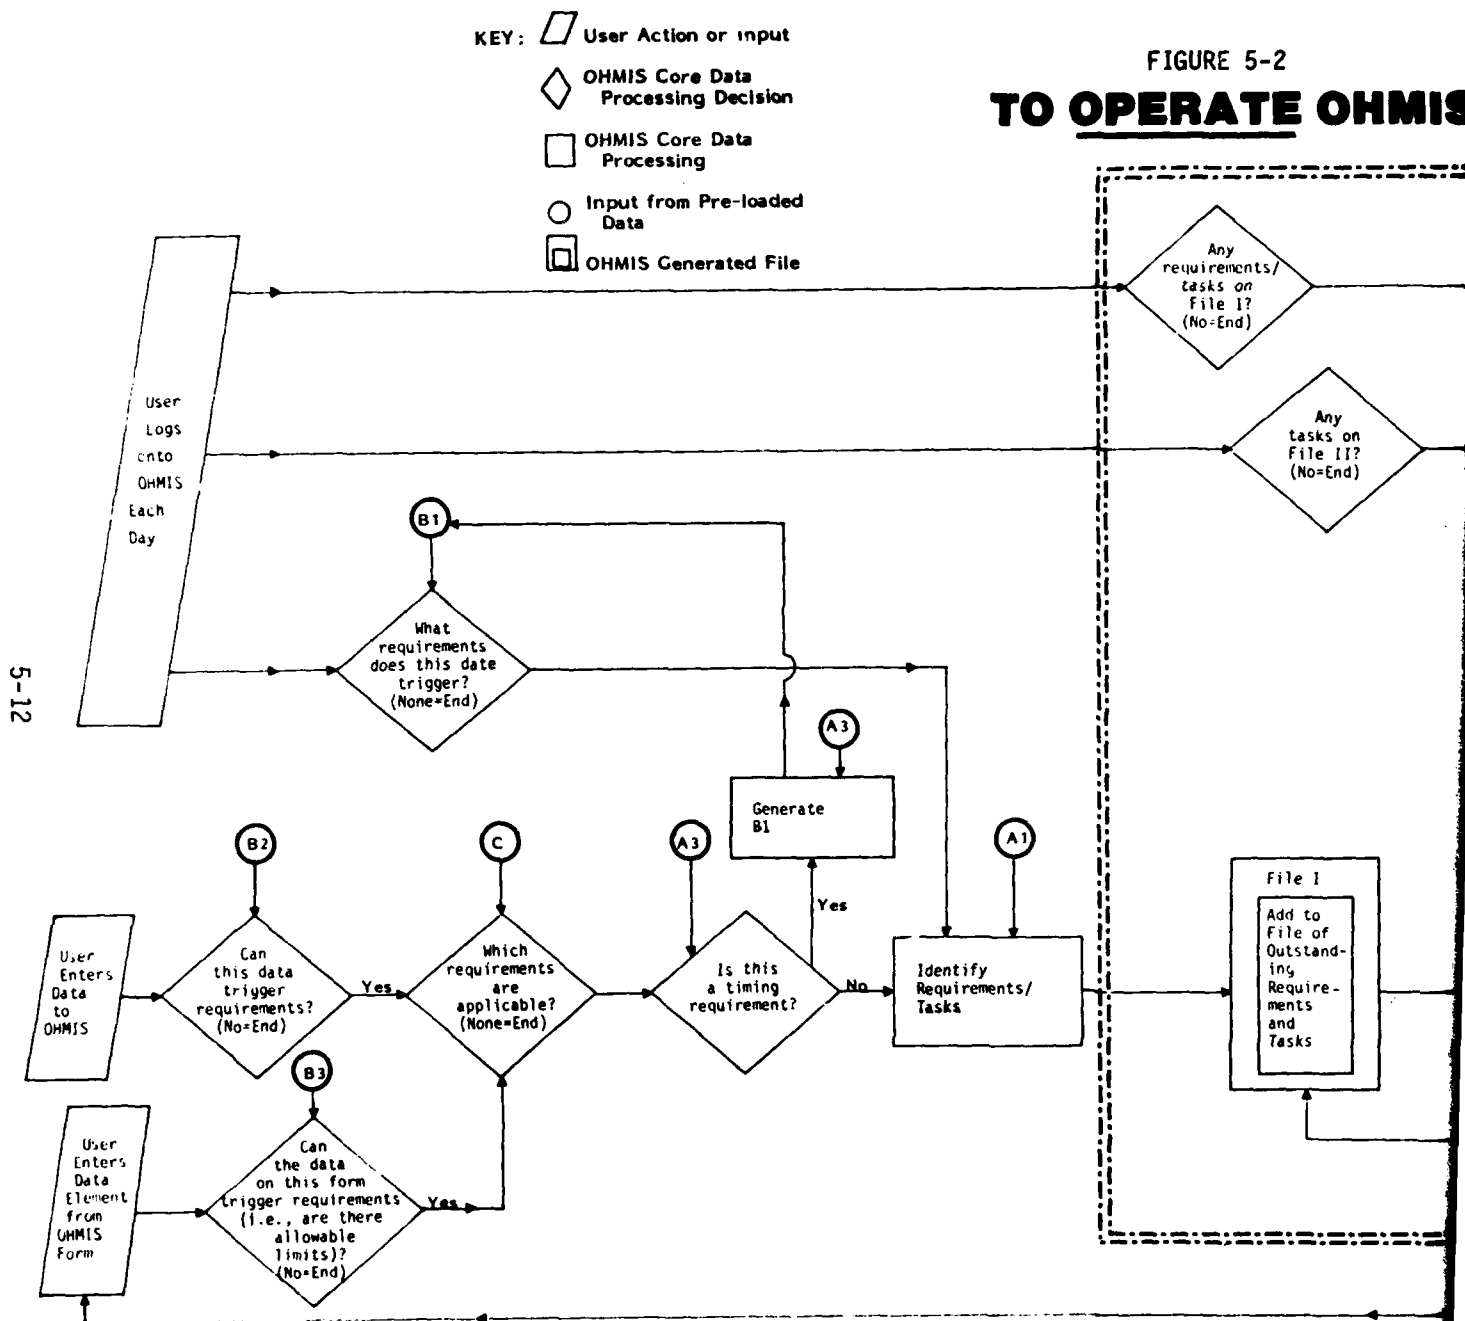 KEY: User Action or input
OHMIS Core Data
Processing Decision
OHMIS Core Data
Processing
Input from Pre-loaded
Data
OHMIS Generated File
FIGURE 5-2
TO OPERATE OHMIS
Any
requirements/
tasks on
File I?
(No=End)
Any
tasks on
File II?
(No=End)
User
Logs
onto
OHMIS
Each
Day
B1
What
requirements
does this date
trigger?
(None=End)
A3
Generate
B1
Yes
B2
C
A3
A1
User
Enters
Data
to
OHMIS
Can
this data
trigger
requirements?
(No=End)
Yes
Which
requirements
are
applicable?
(None=End)
Is this
a timing
requirement?
No
Identify
Requirements/
Tasks
File I
Add to
File of
Outstand-
ing
Require-
ments
and
Tasks
B3
User
Enters
Data
Element
from
OHMIS
Form
Can
the data
on this form
trigger requirements
(i.e., are there
allowable
limits)?
(No=End)
Yes
5-12